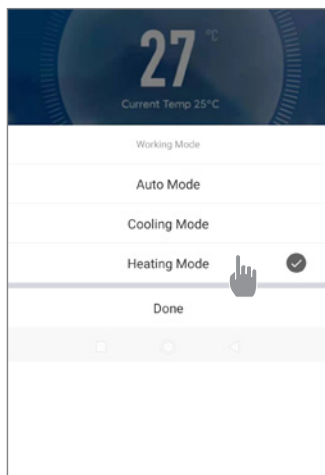 27 °C
Current Temp 25°C
Working Mode
Auto Mode
Cooling Mode
Heating Mode
Done